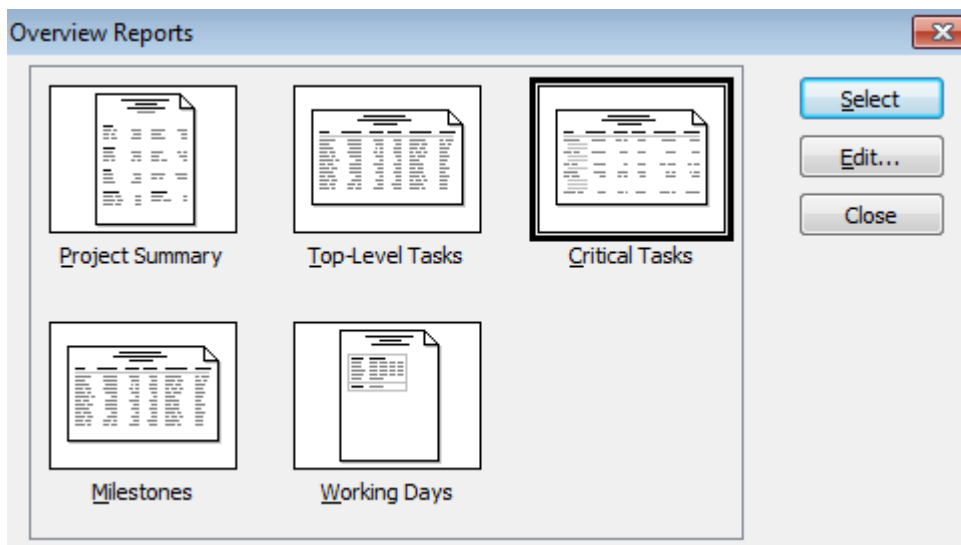 Overview Reports
Select
Edit...
Close
Project Summary
Top-Level Tasks
Critical Tasks
Milestones
Working Days